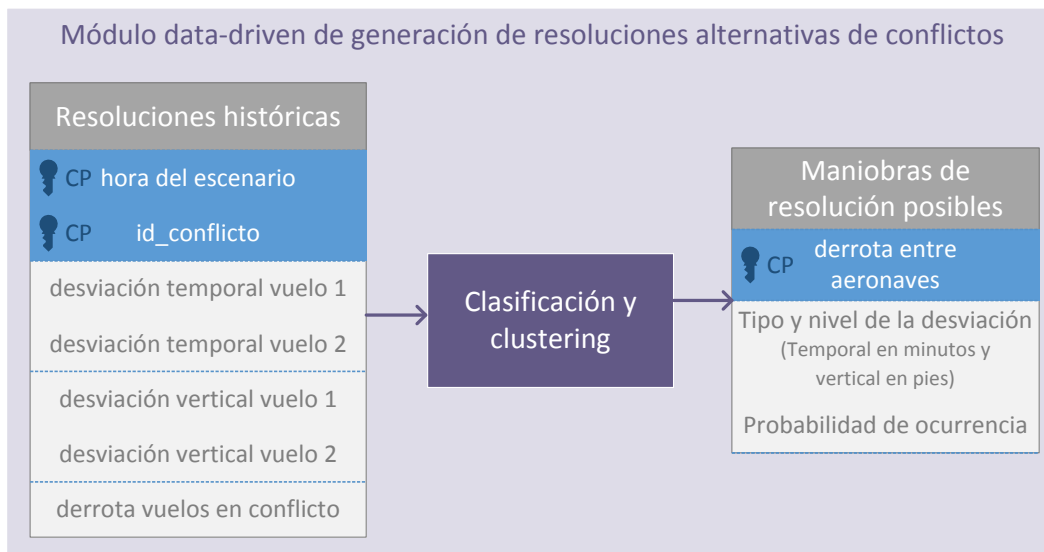 Módulo data-driven de generación de resoluciones alternativas de conflictos
Resoluciones históricas
CP hora del escenario
CP id_conflicto
desviación temporal vuelo 1
desviación temporal vuelo 2
desviación vertical vuelo 1
desviación vertical vuelo 2
derrota vuelos en conflicto
Clasificación y
clustering
Maniobras de
resolución posibles
CP derrota entre
aeronaves
Tipo y nivel de la desviación
(Temporal en minutos y
vertical en pies)
Probabilidad de ocurrencia